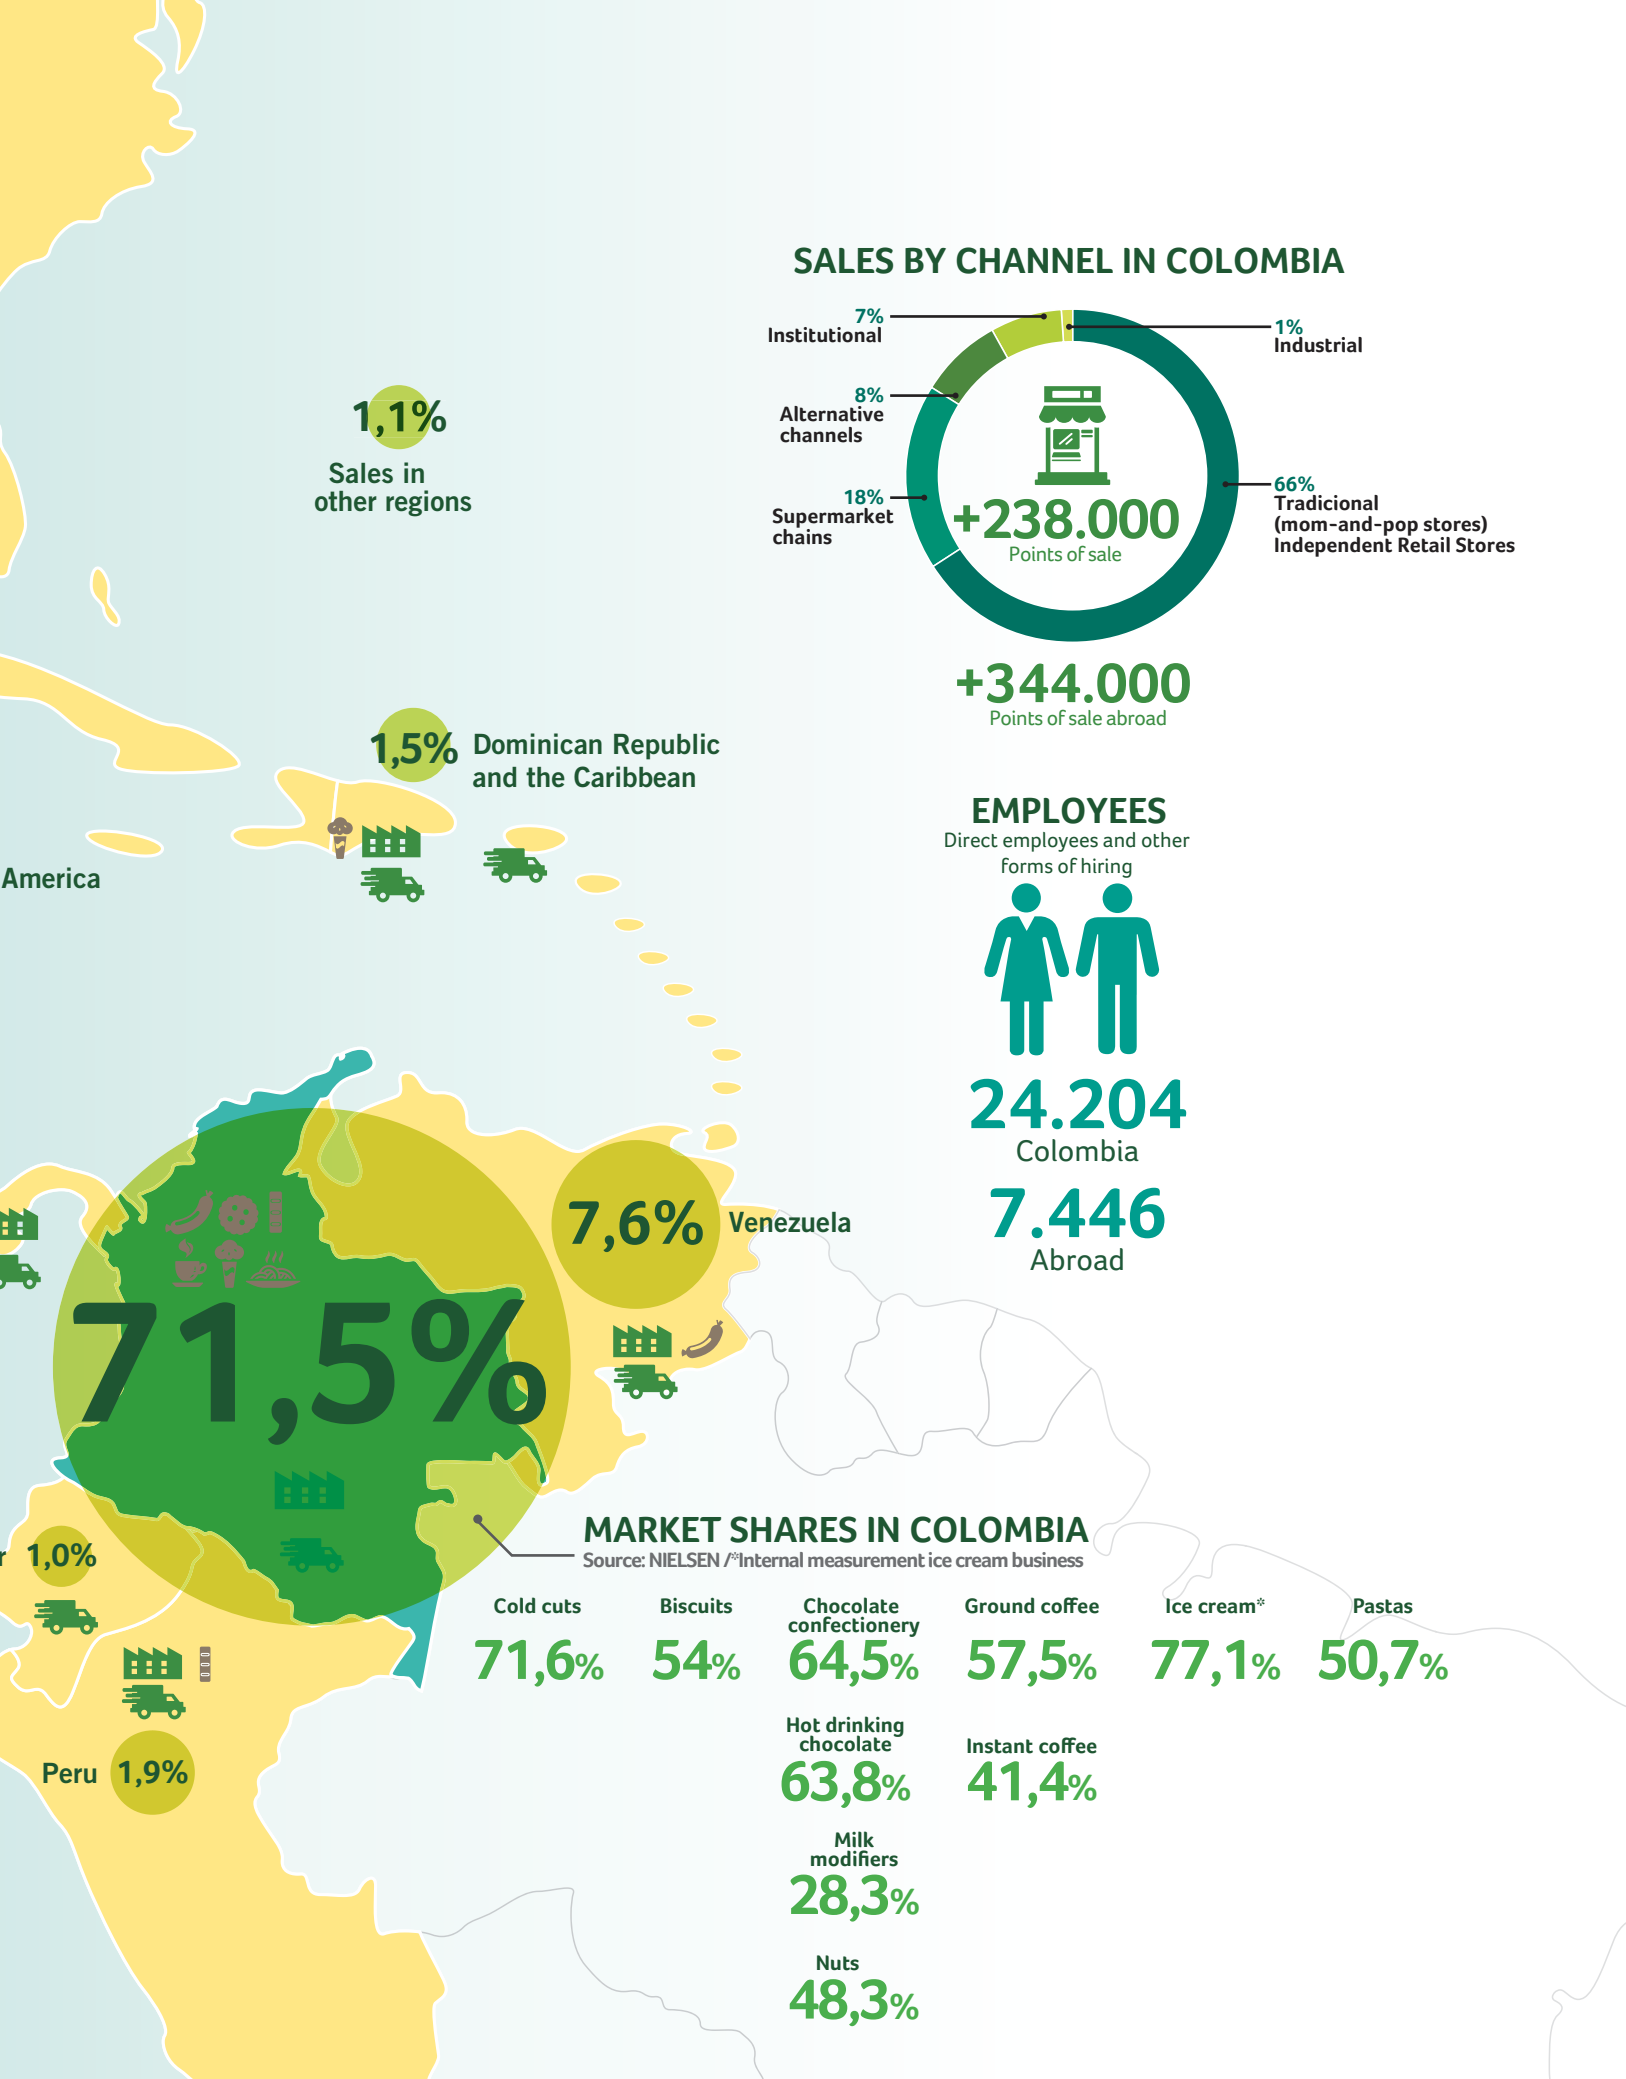 SALES BY CHANNEL IN COLOMBIA
7%
Institutional
1%
Industrial
8%
Alternative
channels
18%
Supermarket
chains
66%
Tradicional
(mom-and-pop stores)
Independent Retail Stores
+238.000
Points of sale
+344.000
Points of sale abroad
1,1%
Sales in
other regions
1,5%
Dominican Republic
and the Caribbean
America
EMPLOYEES
Direct employees and other
forms of hiring
24.204
Colombia
7.446
Abroad
7,6%
Venezuela
71,5%
r 1,0%
Peru 1,9%
MARKET SHARES IN COLOMBIA
Source: NIELSEN /*Internal measurement ice cream business
Cold cuts
71,6%
Biscuits
54%
Chocolate
confectionery
64,5%
Ground coffee
57,5%
Ice cream*
77,1%
Pastas
50,7%
Hot drinking
chocolate
63,8%
Instant coffee
41,4%
Milk
modifiers
28,3%
Nuts
48,3%